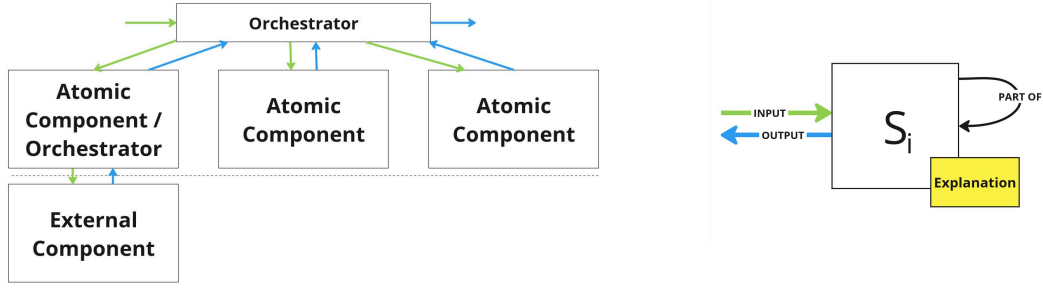 Orchestrator
Atomic
Component /
Orchestrator
Atomic
Component
Atomic
Component
External
Component
INPUT
OUTPUT
Si
PART OF
Explanation